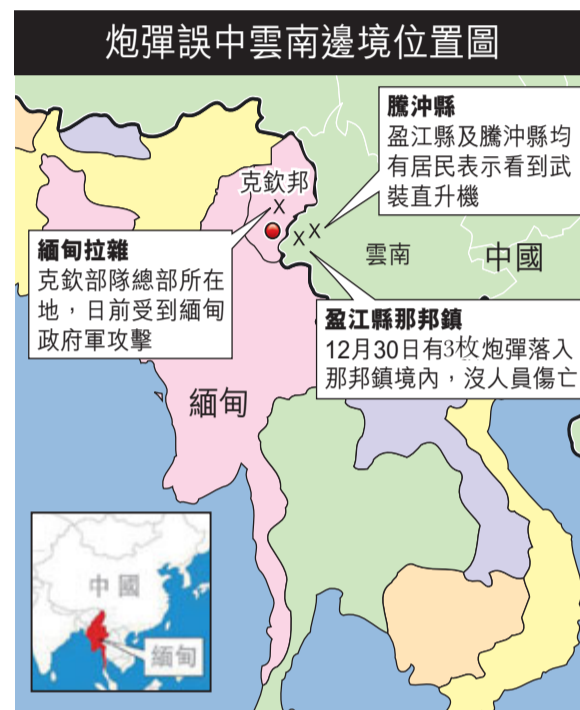 炮彈誤中雲南邊境位置圖
騰沖縣
盈江縣及騰沖縣均
有居民表示看到武
裝直升機
克欽邦
X
X X
緬甸拉雜
克欽部隊總部所在
地，日前受到緬甸
政府軍攻擊
雲南
中國
盈江縣那邦鎮
12月30日有3枚炮彈落入
那邦鎮境內，沒人員傷亡
緬甸
中國
緬甸